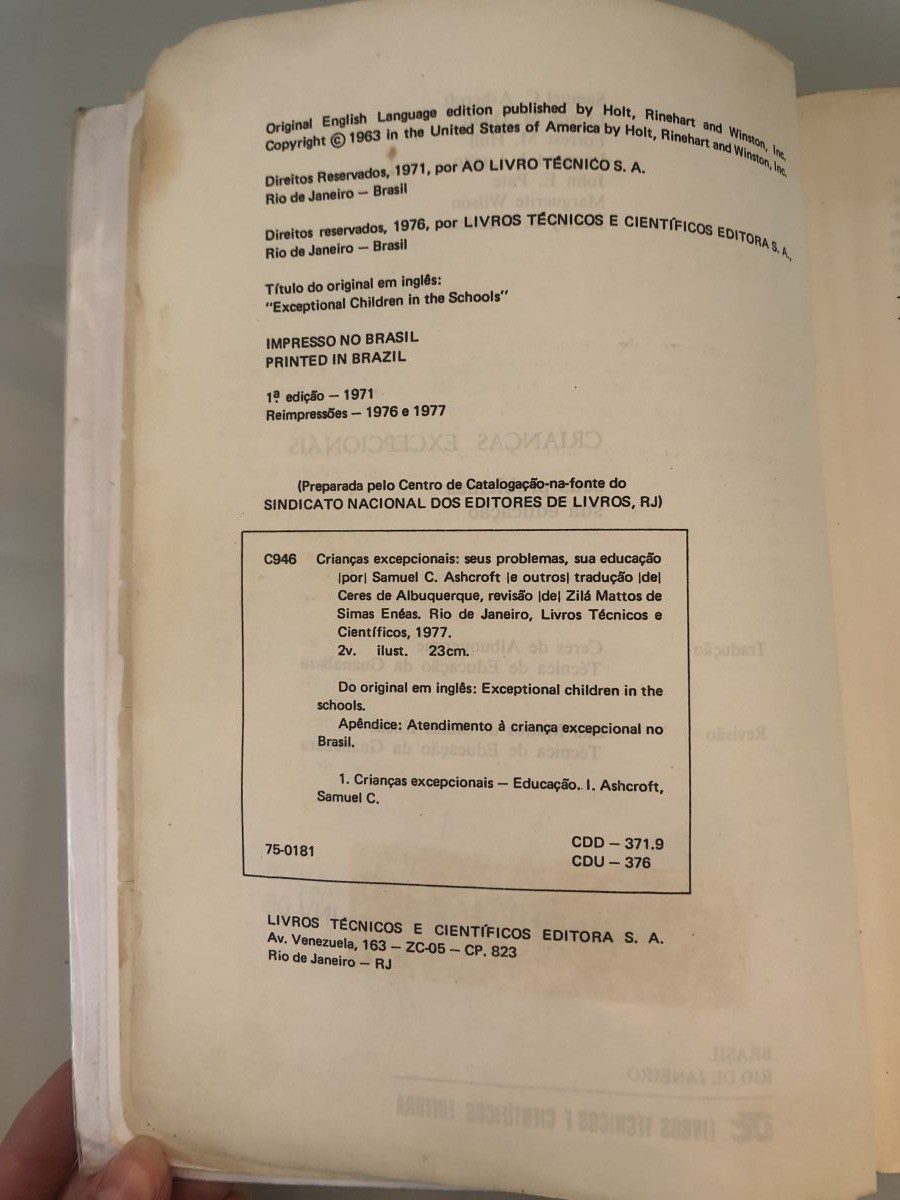 Original English Language edition published by Holt, Rinehart and Winston, Inc.
Copyright © 1963 in the United States of America by Holt, Rinehart and Winston, Inc.
Direitos Reservados, 1971, por AO LIVRO TÉCNICO S. A.
Rio de Janeiro — Brasil
Direitos reservados, 1976, por LIVROS TÉCNICOS E CIENTÍFICOS EDITORA S. A.,
Rio de Janeiro — Brasil
Título do original em inglês:
"Exceptional Children in the Schools"
IMPRESSO NO BRASIL
PRINTED IN BRAZIL
1ª edição — 1971
Reimpressões — 1976 e 1977
(Preparada pelo Centro de Catalogação-na-fonte do
SINDICATO NACIONAL DOS EDITORES DE LIVROS, RJ)
C946 Crianças excepcionais: seus problemas, sua educação
|por| Samuel C. Ashcroft |e outros| tradução |de|
Ceres de Albuquerque, revisão |de| Zilá Mattos de
Simas Enéas. Rio de Janeiro, Livros Técnicos e
Científicos, 1977.
2v. ilust. 23cm.
Do original em inglês: Exceptional children in the
schools.
Apêndice: Atendimento à criança excepcional no
Brasil.
1. Crianças excepcionais — Educação. I. Ashcroft,
Samuel C.
75-0181
CDD — 371.9
CDU — 376
LIVROS TÉCNICOS E CIENTÍFICOS EDITORA S. A.
Av. Venezuela, 163 — ZC-05 — CP. 823
Rio de Janeiro — RJ